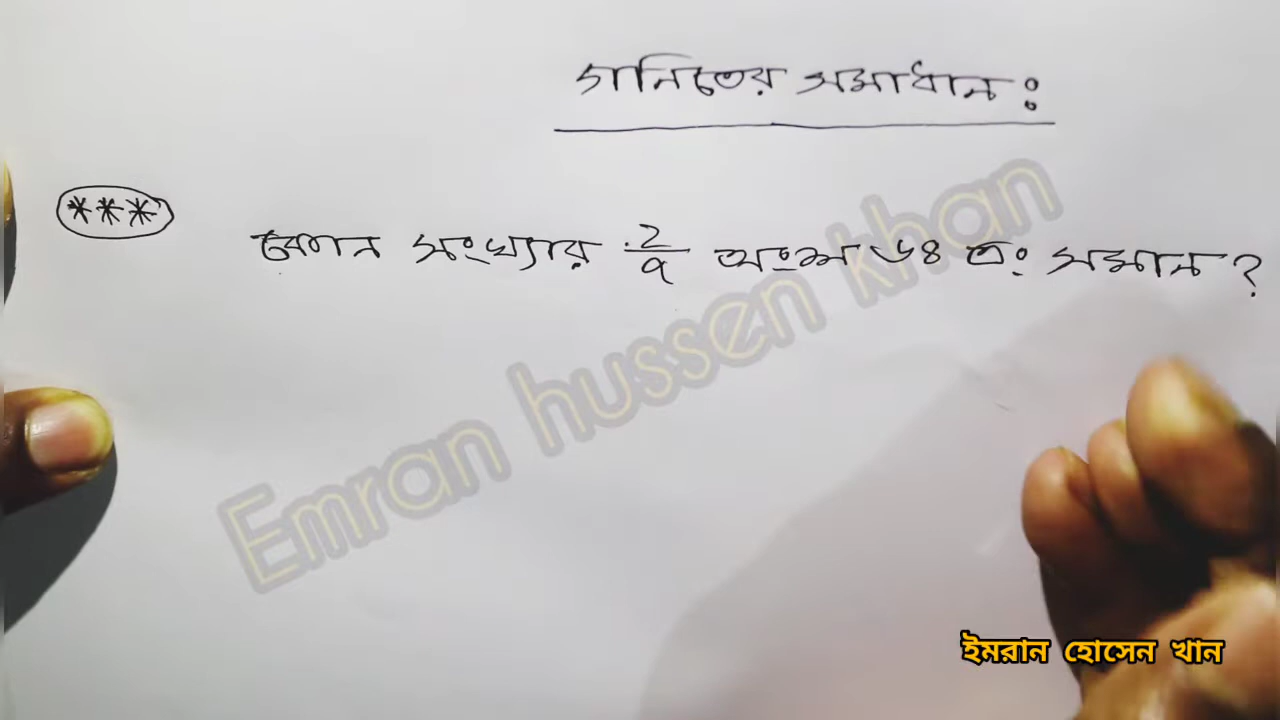 গানিতের সমাধান ঃ
***
কোন সংখ্যার ২/৭ অংশ ৬৪ এর সমান ?
Emran hussen khan
ইমরান হোসেন খান